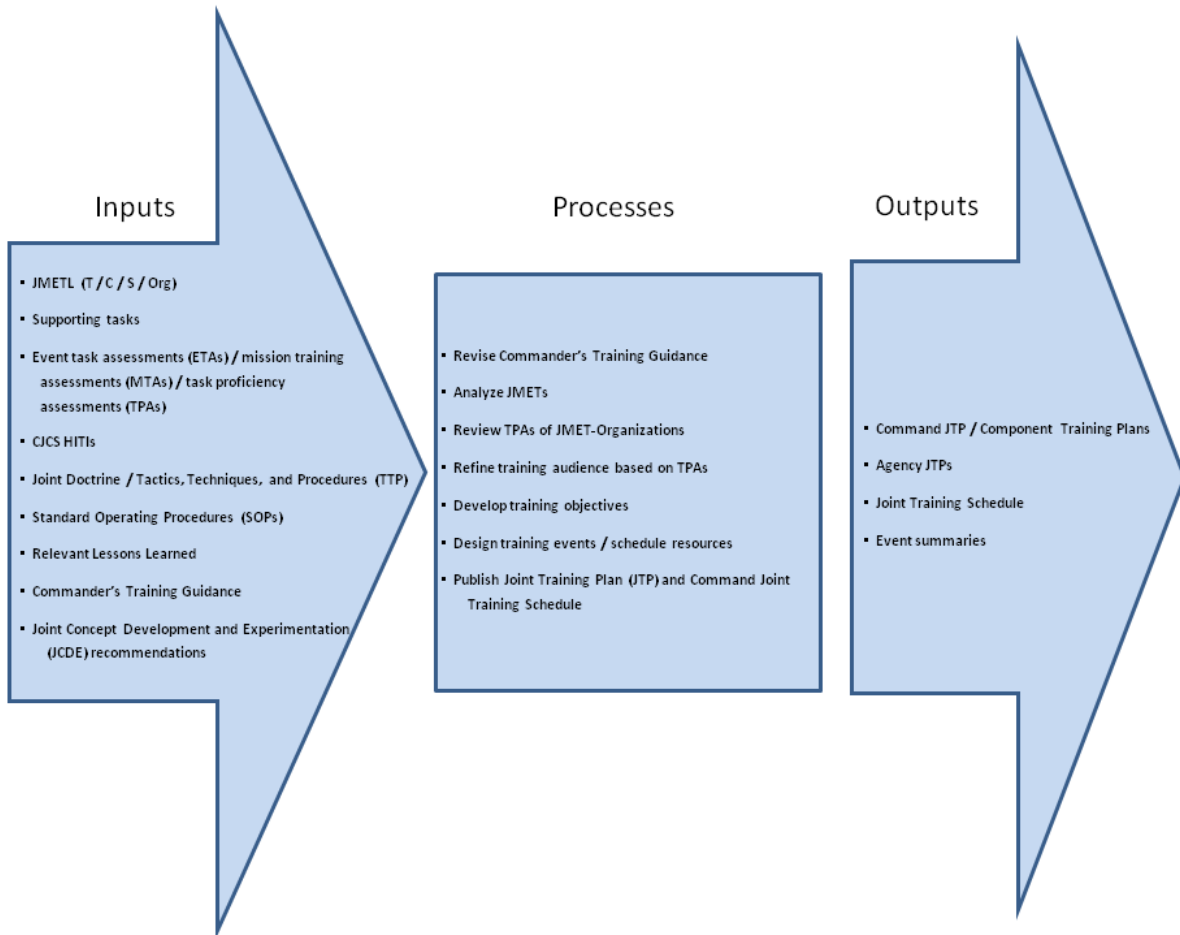 Inputs
▪ JMETL (T / C / S / Org)
▪ Supporting tasks
▪ Event task assessments (ETAs) / mission training
assessments (MTAs) / task proficiency
assessments (TPAs)
▪ CJCS HITIs
▪ Joint Doctrine / Tactics, Techniques, and Procedures (TTP)
▪ Standard Operating Procedures (SOPs)
▪ Relevant Lessons Learned
▪ Commander's Training Guidance
▪ Joint Concept Development and Experimentation
(JCDE) recommendations
Processes
▪ Revise Commander's Training Guidance
▪ Analyze JMETs
▪ Review TPAs of JMET-Organizations
▪ Refine training audience based on TPAs
▪ Develop training objectives
▪ Design training events / schedule resources
▪ Publish Joint Training Plan (JTP) and Command Joint
Training Schedule
Outputs
▪ Command JTP / Component Training Plans
▪ Agency JTPs
▪ Joint Training Schedule
▪ Event summaries